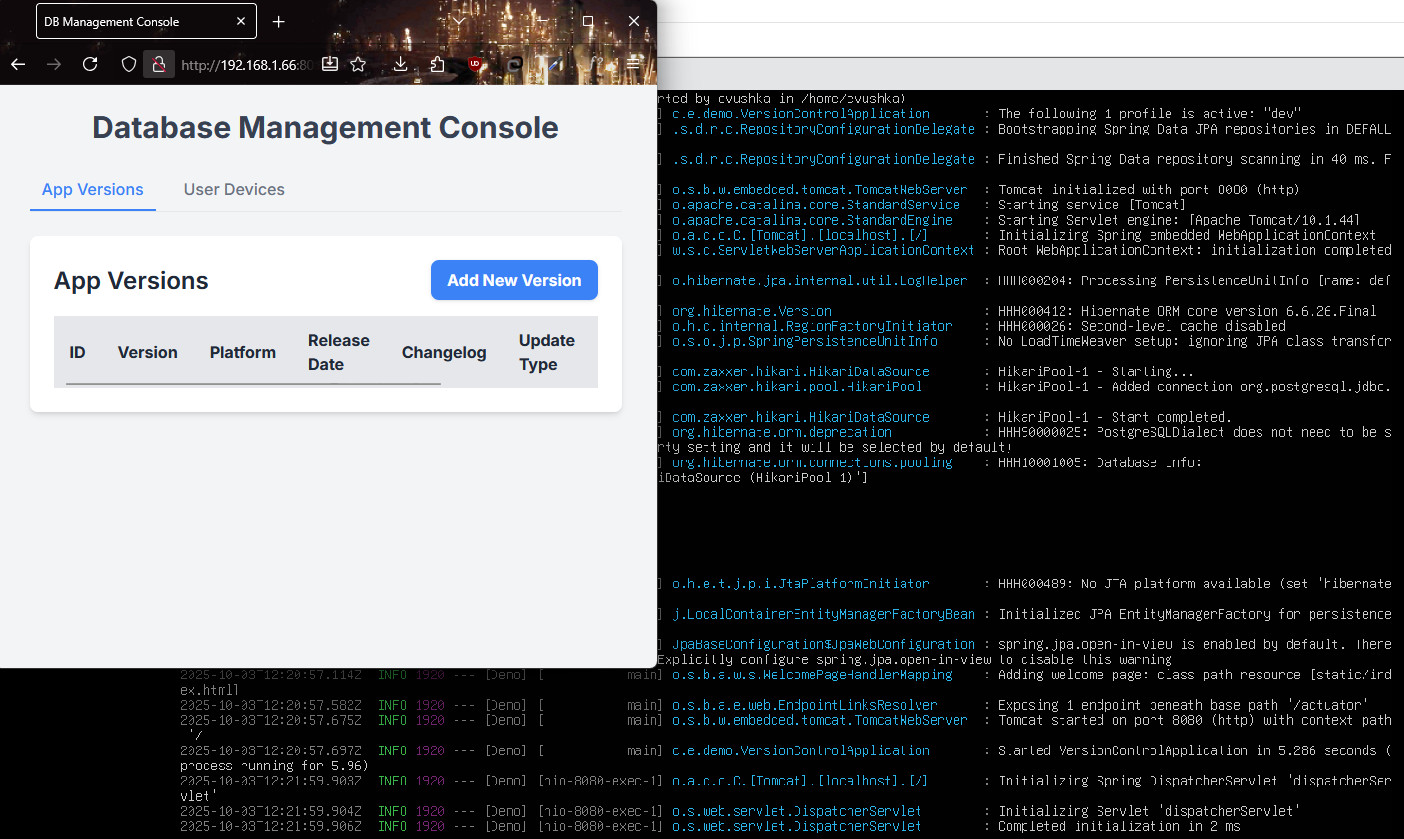 DB Management Console
http://192.168.1.66:80
Database Management Console
App Versions
User Devices
App Versions
Add New Version
ID
Version
Platform
Release
Date
Changelog
Update
Type
rted by evushka in /home/evushka)
] c.e.demo.VersionControlApplication : The following 1 profile is active: "dev"
] .s.d.r.c.RepositoryConfigurationDelegate : Bootstrapping Spring Data JPA repositories in DEFAUL
] .s.d.r.c.RepositoryConfigurationDelegate : Finished Spring Data repository scanning in 40 ms. F
] o.s.b.w.embedded.tomcat.TomcatWebServer : Tomcat initialized with port 8080 (http)
] o.apache.catalina.core.StandardService : Starting service [Tomcat]
] o.apache.catalina.core.StandardEngine : Starting Servlet engine: [Apache Tomcat/10.1.44]
] o.a.c.c.C.[Tomcat].[localhost].[/] : Initializing Spring embedded WebApplicationContext
] w.s.c.ServletWebServerApplicationContext : Root WebApplicationContext: initialization completed
] o.hibernate.jpa.internal.util.LogHelper : HHH000204: Processing PersistenceUnitInfo [name: def
] org.hibernate.Version : HHH000412: Hibernate ORM core version 6.6.26.Final
] o.h.c.internal.RegionFactoryInitiator : HHH000026: Second-level cache disabled
] o.s.o.j.p.SpringPersistenceUnitInfo : No LoadTimeWeaver setup: ignoring JPA class transfor
] com.zaxxer.hikari.HikariDataSource : HikariPool-1 - Starting...
] com.zaxxer.hikari.pool.HikariPool : HikariPool-1 - Added connection org.postgresql.jdbc.
] com.zaxxer.hikari.HikariDataSource : HikariPool-1 - Start completed.
] org.hibernate.orm.deprecation : HHH90000025: PostgreSQLDialect does not need to be s
rty setting and it will be selected by default)
] org.hibernate.orm.connections.pooling : HHH10001005: Database info:
iDataSource (HikariPool-1)']
] o.h.e.t.j.p.i.JtaPlatformInitiator : HHH000489: No JTA platform available (set 'hibernate
] j.LocalContainerEntityManagerFactoryBean : Initialized JPA EntityManagerFactory for persistence
] JpaBaseConfiguration$JpaWebConfiguration : spring.jpa.open-in-view is enabled by default. There
Explicitly configure spring.jpa.open-in-view to disable this warning
2025-10-03T12:20:57.114Z INFO 1920 --- [Demo] [ main] o.s.b.a.w.s.WelcomePageHandlerMapping : Adding welcome page: class path resource [static/ind
ex.html]
2025-10-03T12:20:57.582Z INFO 1920 --- [Demo] [ main] o.s.b.a.e.web.EndpointLinksResolver : Exposing 1 endpoint beneath base path '/actuator'
2025-10-03T12:20:57.675Z INFO 1920 --- [Demo] [ main] o.s.b.w.embedded.tomcat.TomcatWebServer : Tomcat started on port 8080 (http) with context path
'/
2025-10-03T12:20:57.697Z INFO 1920 --- [Demo] [ main] c.e.demo.VersionControlApplication : Started VersionControlApplication in 5.286 seconds (
process running for 5.96)
2025-10-03T12:21:59.903Z INFO 1920 --- [Demo] [nio-8080-exec-1] o.a.c.c.C.[Tomcat].[localhost].[/] : Initializing Spring DispatcherServlet 'dispatcherSer
vlet'
2025-10-03T12:21:59.904Z INFO 1920 --- [Demo] [nio-8080-exec-1] o.s.web.servlet.DispatcherServlet : Initializing Servlet 'dispatcherServlet'
2025-10-03T12:21:59.906Z INFO 1920 --- [Demo] [nio-8080-exec-1] o.s.web.servlet.DispatcherServlet : Completed initialization in 2 ms